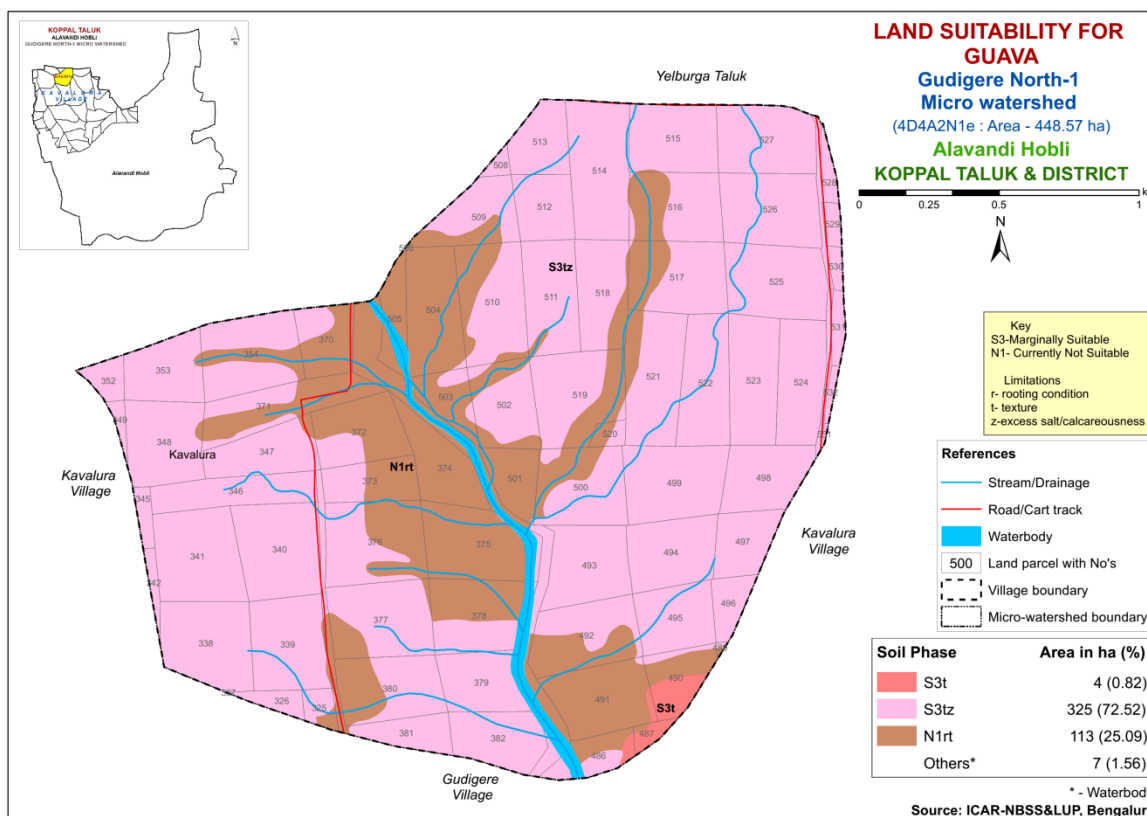 KOPPAL TALUK
ALAVANDI HOBLI
GUDIGERE NORTH-1 MICRO WATERSHED
N
KAVALURA
VILLAGE
Alavandi Hobli
LAND SUITABILITY FOR
GUAVA
Gudigere North-1
Micro watershed
(4D4A2N1e : Area - 448.57 ha)
Alavandi Hobli
KOPPAL TALUK & DISTRICT
0 0.25 0.5 1
N
Yelburga Taluk
513
515
527
508
514
528
512
516
526
509
529
S3tz
517
530
525
510
511
518
504
505
531
370
354
353
352
521
522
523
524
503
519
502
371
349
372
520
348
Kavalura
347
N1rt
374
501
499
498
Kavalura
Village
345
346
373
500
375
376
494
497
Kavalura
Village
341
340
493
342
495
496
377
378
492
338
339
490
379
380
491
S3t
326
325
487
381
382
486
Gudigere
Village
Key
S3-Marginally Suitable
N1- Currently Not Suitable
Limitations
r- rooting condition
t- texture
z-excess salt/calcareousness
References
Stream/Drainage
Road/Cart track
Waterbody
500 Land parcel with No's
Village boundary
Micro-watershed boundary
Soil Phase Area in ha (%)
S3t 4 (0.82)
S3tz 325 (72.52)
N1rt 113 (25.09)
Others* 7 (1.56)
* - Waterbod
Source: ICAR-NBSS&LUP, Bengalur